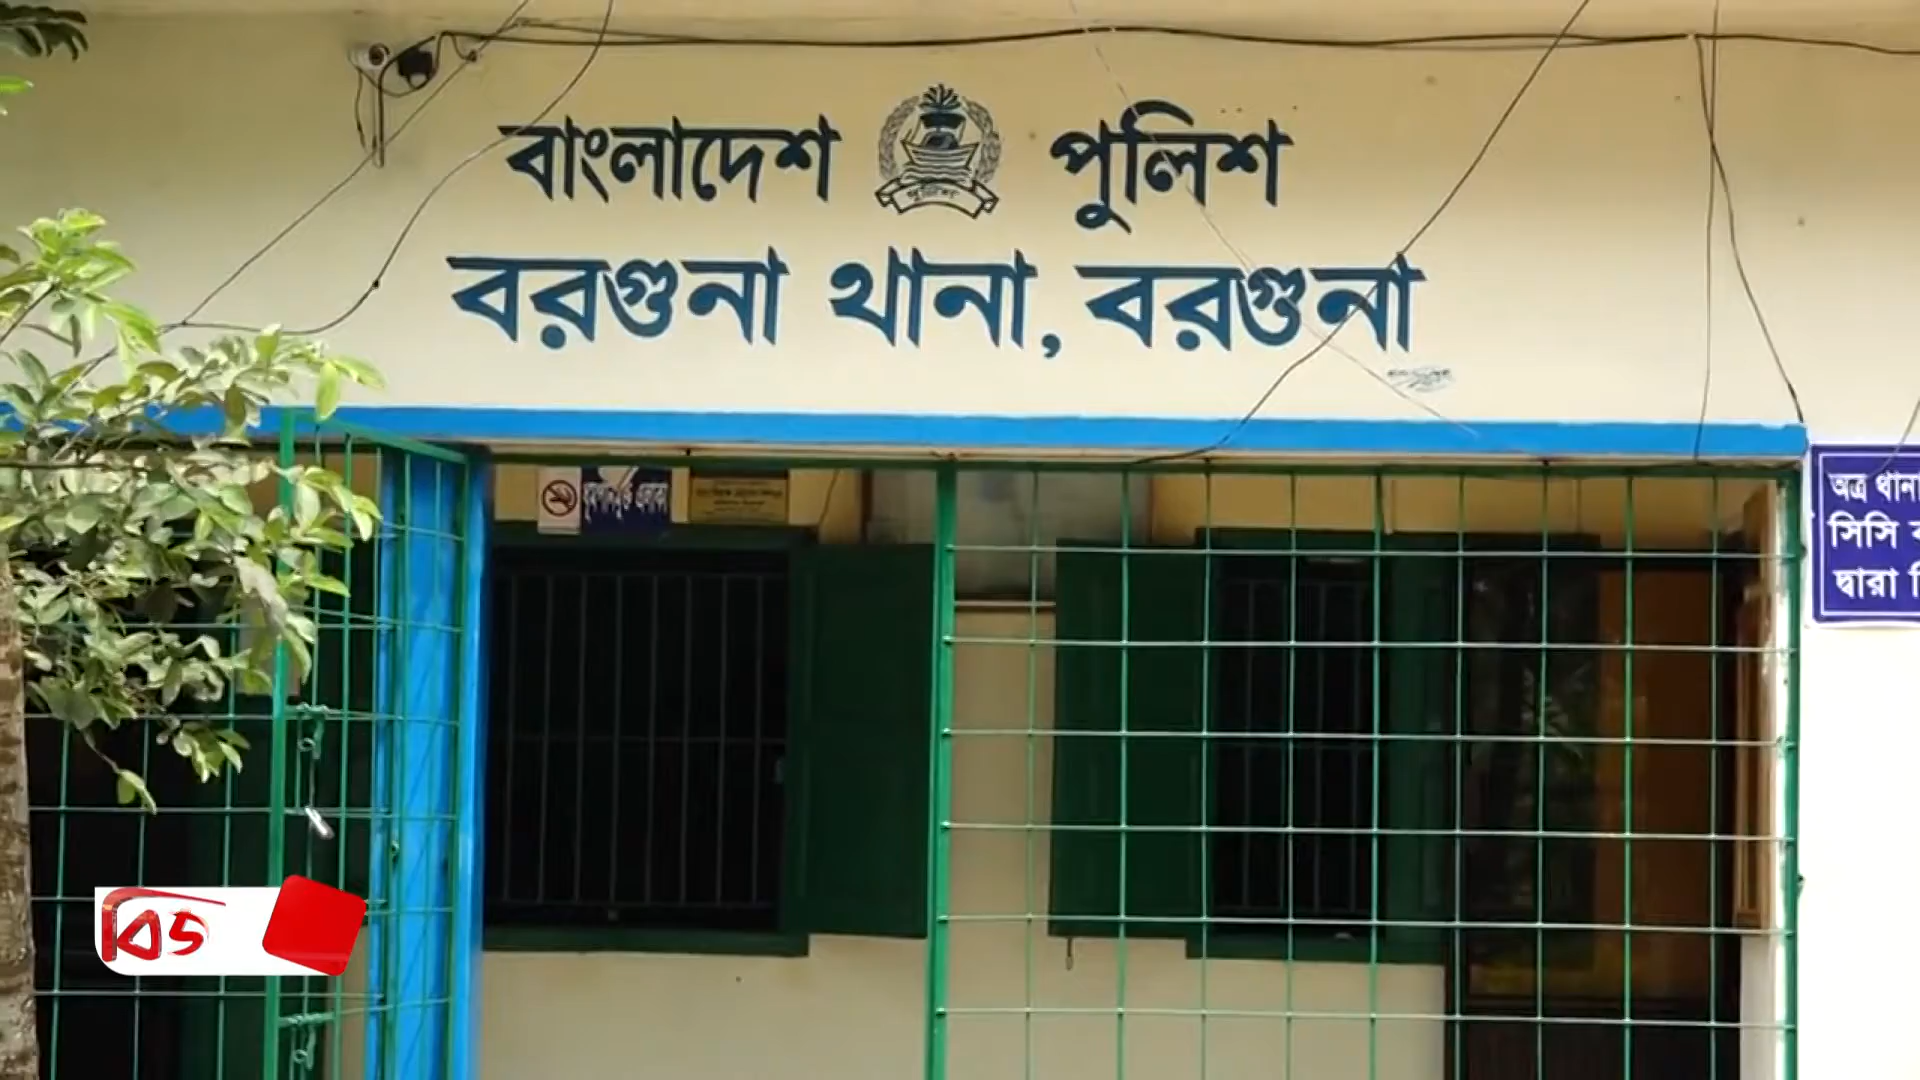 বাংলাদেশ পুলিশ
বরগুনা থানা, বরগুনা
অত্র থানা
সিসি
দ্বারা